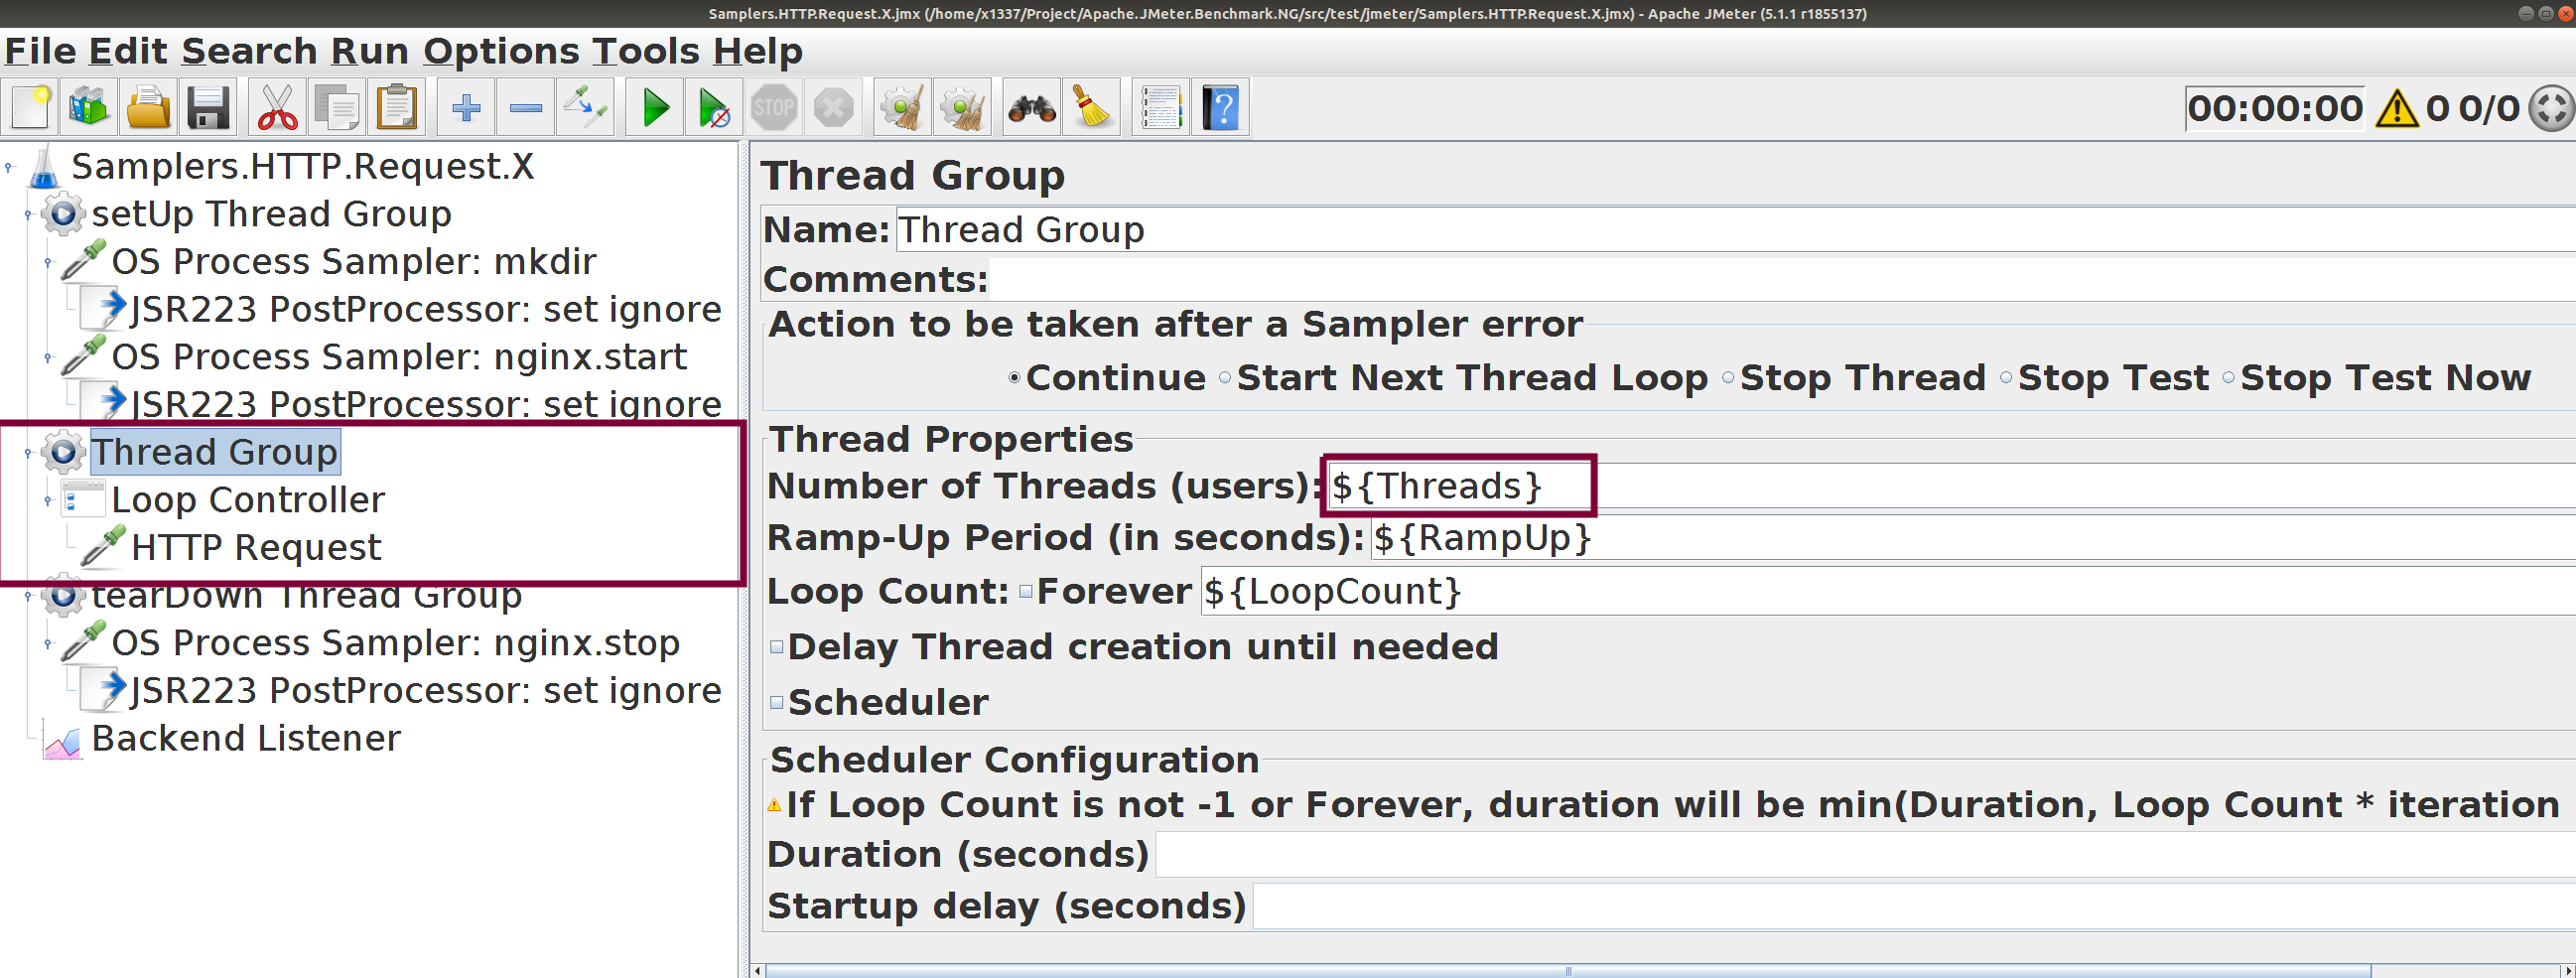 Samplers.HTTP.Request.X.jmx (/home/x1337/Project/Apache.JMeter.Benchmark.NG/src/test/jmeter/Samplers.HTTP.Request.X.jmx) - Apache JMeter (5.1.1 r1855137)
File Edit Search Run Options Tools Help
STOP
?
00:00:00 0 0/0
Samplers.HTTP.Request.X
setUp Thread Group
OS Process Sampler: mkdir
JSR223 PostProcessor: set ignore
OS Process Sampler: nginx.start
JSR223 PostProcessor: set ignore
Thread Group
Loop Controller
HTTP Request
tearDown Thread Group
OS Process Sampler: nginx.stop
JSR223 PostProcessor: set ignore
Backend Listener
Thread Group
Name: Thread Group
Comments:
Action to be taken after a Sampler error
Continue Start Next Thread Loop Stop Thread Stop Test Stop Test Now
Thread Properties
Number of Threads (users): ${Threads}
Ramp-Up Period (in seconds): ${RampUp}
Loop Count: Forever ${LoopCount}
Delay Thread creation until needed
Scheduler
Scheduler Configuration
If Loop Count is not -1 or Forever, duration will be min(Duration, Loop Count * iteration
Duration (seconds)
Startup delay (seconds)